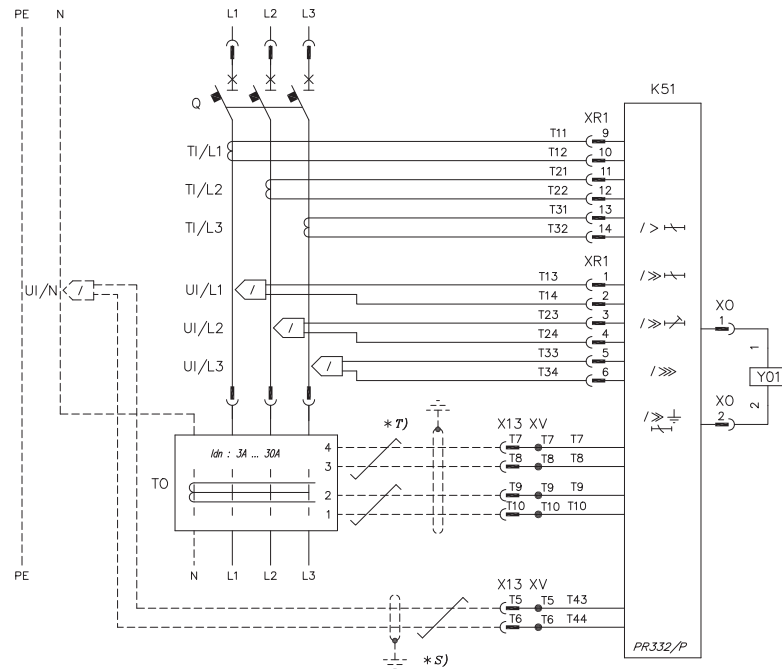 PE N L1 L2 L3
K51
Q
XR1
T11 9
TI/L1
T12 10
T21 11
TI/L2
T22 12
T31 13
TI/L3
T32 14
/ >
XR1
T13 1
UI/N / UI/L1 /
T14 2
/ ≫
T23 3
UI/L2 /
T24 4
/ ≫
XO
1
T33 5
UI/L3 /
T34 6
/ ⋙
1
Y01
2
XO
2
/ ≫
* T)
X13 XV
Idn : 3A ... 30A
4 T7 T7 T7
3 T8 T8 T8
TO
2 T9 T9 T9
1 T10 T10 T10
PE N L1 L2 L3
X13 XV
T5 T5 T43
T6 T6 T44
* S)
PR332/P